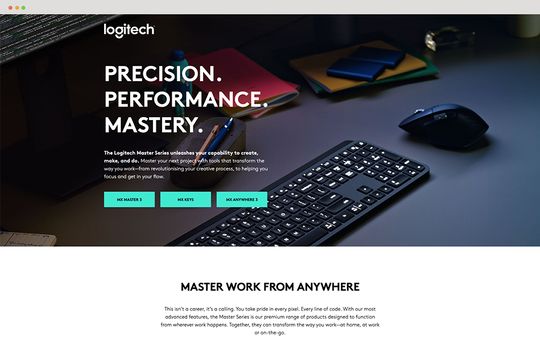 logitech
PRECISION.
PERFORMANCE.
MASTERY.
The Logitech Master Series unleashes your capability to create,
make, and do. Master your next project with tools that transform the
way you work—from revolutionising your creative process, to helping you
focus and get in your flow.
MX MASTER 3 MX KEYS MX ANYWHERE 3
MASTER WORK FROM ANYWHERE
This isn't a career, it's a calling. You take pride in every pixel. Every line of code. With our most
advanced features, the Master Series is our premium range of products designed to function
from wherever work happens. Together, they can transform the way you work—at home, at work
or on-the-go.